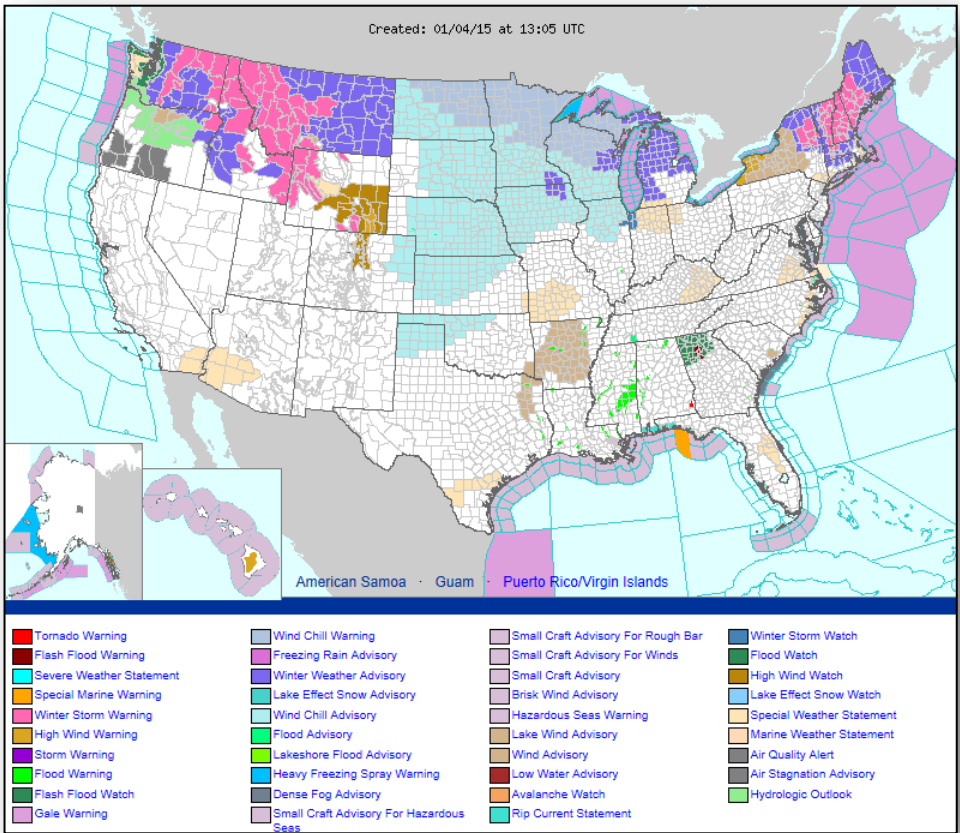 Created: 01/04/15 at 13:05 UTC
American Samoa · Guam · Puerto Rico/Virgin Islands
Tornado Warning
Flash Flood Warning
Severe Weather Statement
Special Marine Warning
Winter Storm Warning
High Wind Warning
Storm Warning
Flood Warning
Flash Flood Watch
Gale Warning
Wind Chill Warning
Freezing Rain Advisory
Winter Weather Advisory
Lake Effect Snow Advisory
Wind Chill Advisory
Flood Advisory
Lakeshore Flood Advisory
Heavy Freezing Spray Warning
Dense Fog Advisory
Small Craft Advisory For Hazardous
Seas
Small Craft Advisory For Rough Bar
Small Craft Advisory For Winds
Small Craft Advisory
Brisk Wind Advisory
Hazardous Seas Warning
Lake Wind Advisory
Wind Advisory
Low Water Advisory
Avalanche Watch
Rip Current Statement
Winter Storm Watch
Flood Watch
High Wind Watch
Lake Effect Snow Watch
Special Weather Statement
Marine Weather Statement
Air Quality Alert
Air Stagnation Advisory
Hydrologic Outlook